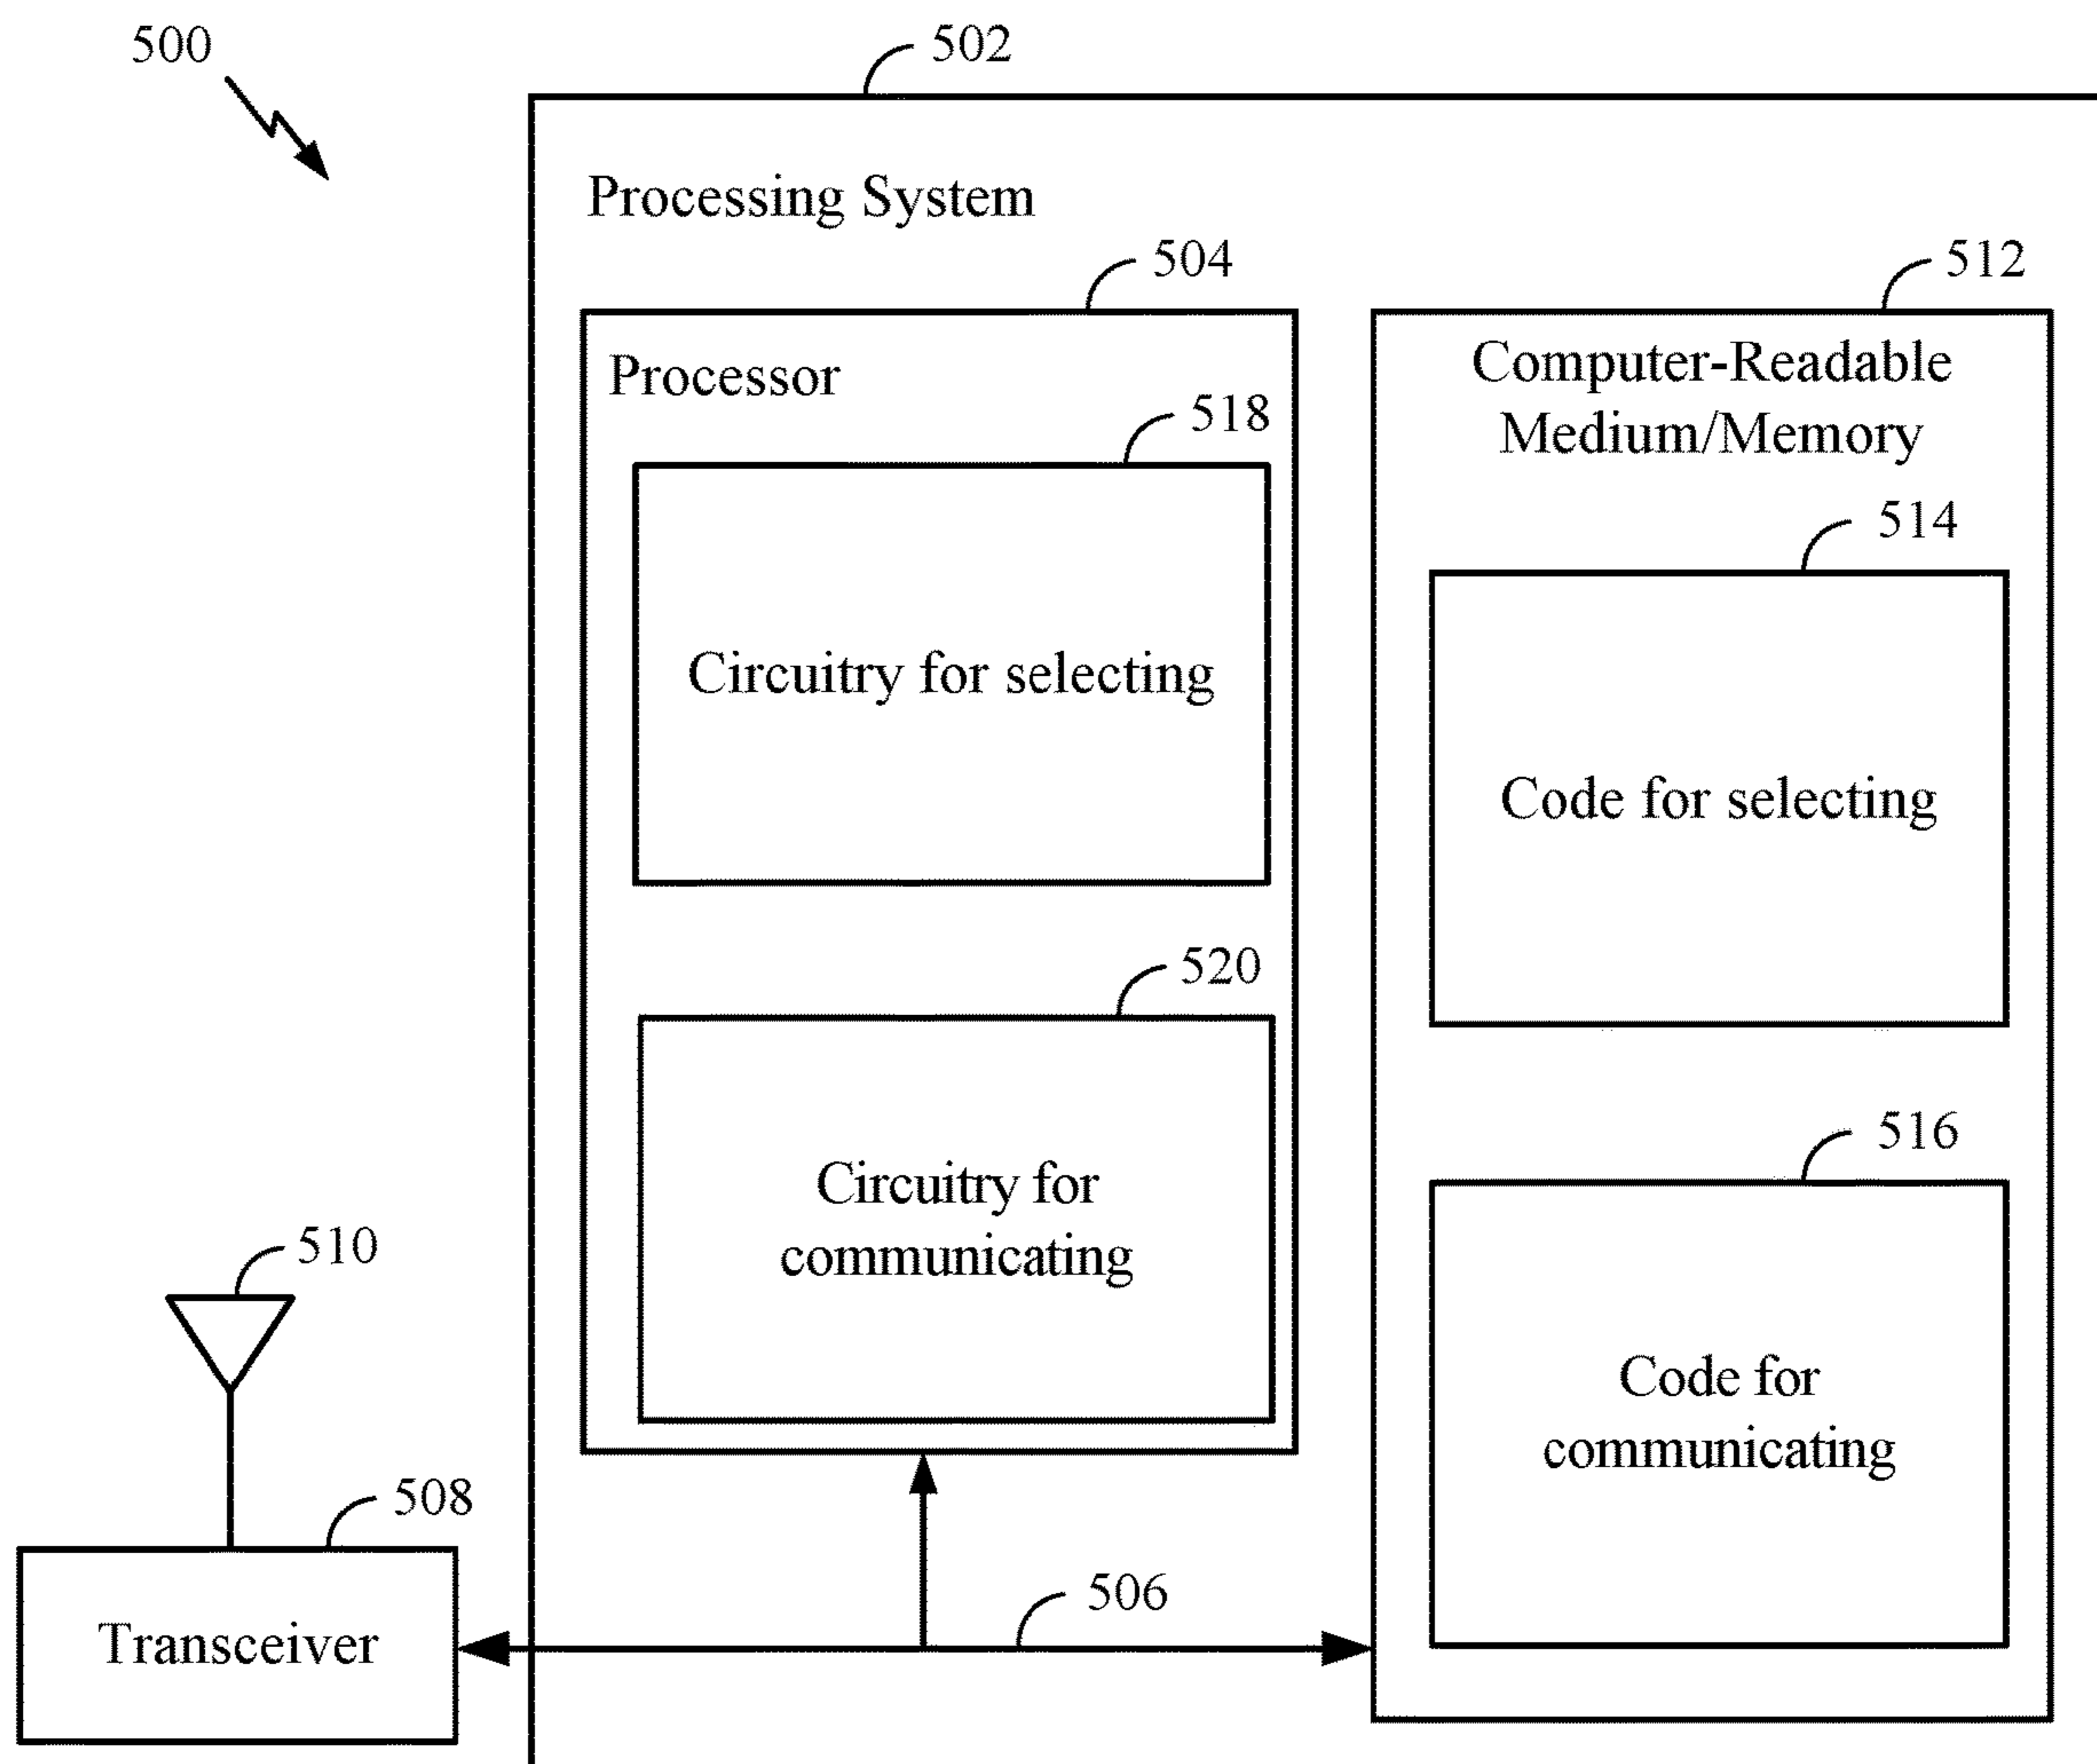 500
502
Processing System
504
512
Processor
Computer-Readable
Medium/Memory
518
514
Circuitry for selecting
Code for selecting
520
516
Circuitry for
communicating
510
Code for
communicating
508
506
Transceiver